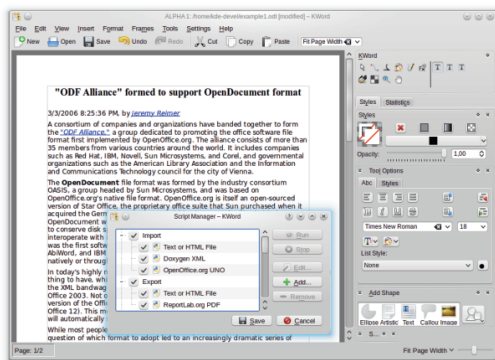 ALPHA 1: /home/kde-devel/example1.odt [modified] – KWord
File Edit View Insert Format Frames Tools Settings Help
New Open Save Undo Redo Cut Copy Paste Fit Page Width
"ODF Alliance" formed to support OpenDocument format
3/3/2006 8:25:36 PM, by Jeremy Reimer
A consortium of companies and organizations have banded together to form
the "ODF Alliance," a group dedicated to promoting the office software file
format first implemented by OpenOffice.org. The alliance consists of more than
35 members from various countries around the world. It includes companies
such as Red Hat, IBM, Novell, Sun Microsystems, and Corel, and governmental
organizations such as the American Library Association and the Information
and Communications Technology council for the city of Vienna.
The OpenDocument file format was formed by the industry consortium
OASIS, a group headed by Sun Microsystems, and was based on
OpenOffice.org's native file format. OpenOffice.org is itself an open-sourced
version of Star Office, the proprietary office suite that Sun purchased when it
acquired the Germ
OpenDocument w
to conserve disk s
interoperate with
was the first softw
AbiWord, and IBM
natively or through
In today's highly r
thing to have, whi
the XML bandwag
Office 2003. Not o
version of the Offi
Office 12). This m
will automatically
While most people
question of which format to adopt led to an increasingly dramatic series of
Script Manager – KWord
Import
Text or HTML File
Doxygen XML
OpenOffice.org UNO
Export
Text or HTML File
ReportLab.org PDF
Run
Stop
Edit...
Add...
Remove
Save Cancel
KWord
T T T
Styles Statistics
Styles
Opacity: 1,00
Tool Options
Abc Styles
Times New Roman 18
List Style:
None
Add Shape
Ellipse Artistic Text Callou Image
S...
Page: 1/2
Fit Page Width